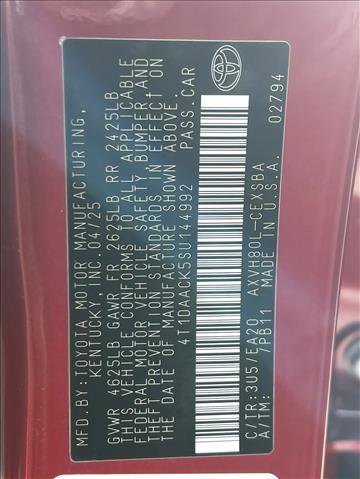 MFD.BY:TOYOTA MOTOR MANUFACTURING,
KENTUCKY, INC. 04/25
GVWR 4625LB GAWR FR 2625LB RR 2425LB
THIS VEHICLE CONFORMS TO ALL APPLICABLE
FEDERAL MOTOR VEHICLE SAFETY, BUMPER, AND
THEFT PREVENTION STANDARDS IN EFFECT ON
THE DATE OF MANUFACTURE SHOWN ABOVE.
4T1DAACK5SU144992 PASS.CAR
C/TR:3U5/EA20 AXVH80L-CEXSBA
A/TM: /PB11 MADE IN U.S.A.
02794